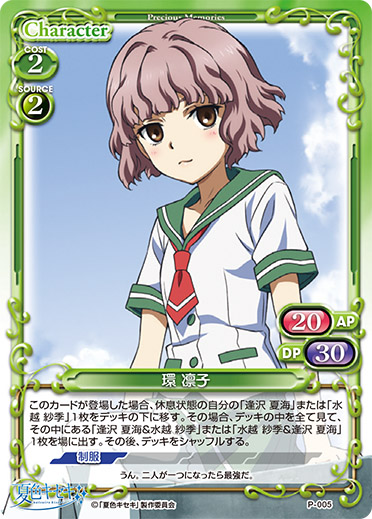 Precious Memories
Character
COST
2
SOURCE
2
20 AP
DP 30
環 凛子
このカードが登場した場合、休息状態の自分の「逢沢 夏海」または「水
越 紗季」1枚をデッキの下に移す。その場合、デッキの中を全て見て、
その中にある「逢沢 夏海&水越 紗季」または「水越 紗季&逢沢 夏海」
1枚を場に出す。その後、デッキをシャッフルする。
制服
うん。二人が一つになったら最強だ。
夏色キセキ
©「夏色キセキ」製作委員会
P-005